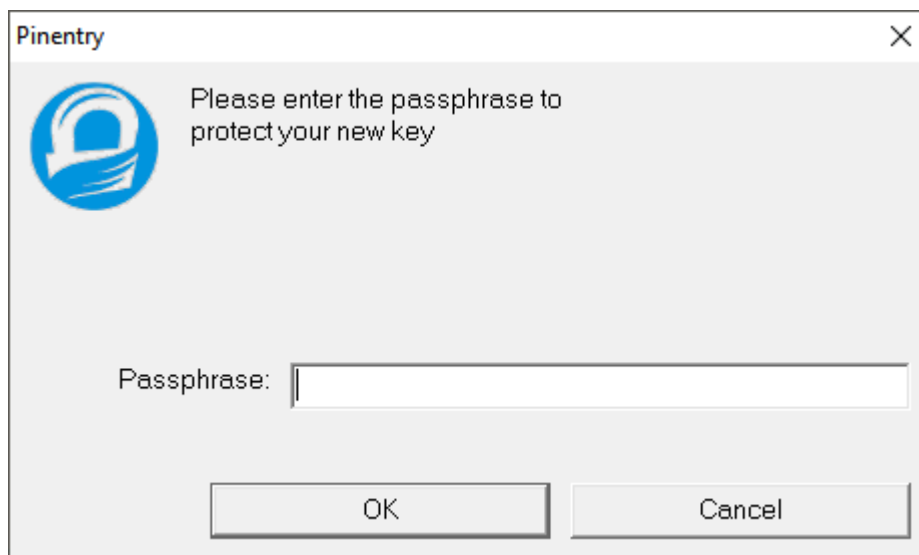 Pinentry
Please enter the passphrase to
protect your new key
Passphrase:
OK
Cancel